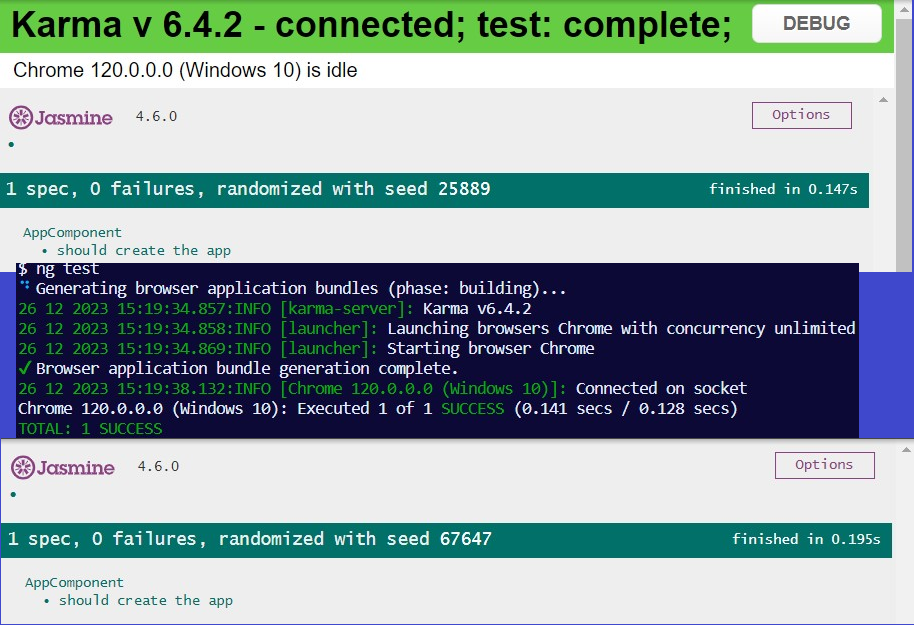 Karma v 6.4.2 - connected; test: complete;
DEBUG
Chrome 120.0.0.0 (Windows 10) is idle
Jasmine 4.6.0
Options
•
1 spec, 0 failures, randomized with seed 25889
finished in 0.147s
AppComponent
• should create the app
$ ng test
Generating browser application bundles (phase: building)...
26 12 2023 15:19:34.857:INFO [karma-server]: Karma v6.4.2
26 12 2023 15:19:34.858:INFO [launcher]: Launching browsers Chrome with concurrency unlimited
26 12 2023 15:19:34.869:INFO [launcher]: Starting browser Chrome
✓ Browser application bundle generation complete.
26 12 2023 15:19:38.132:INFO [Chrome 120.0.0.0 (Windows 10)]: Connected on socket
Chrome 120.0.0.0 (Windows 10): Executed 1 of 1 SUCCESS (0.141 secs / 0.128 secs)
TOTAL: 1 SUCCESS
Jasmine 4.6.0
Options
•
1 spec, 0 failures, randomized with seed 67647
finished in 0.195s
AppComponent
• should create the app